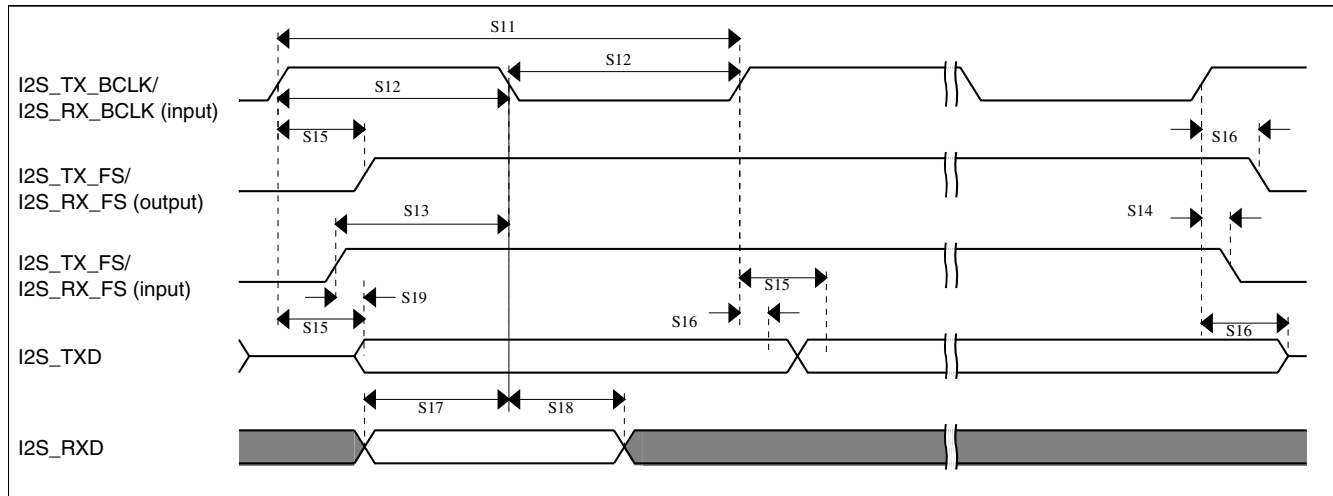 S11
I2S_TX_BCLK/
I2S_RX_BCLK (input)
S12
S12
S15
S16
I2S_TX_FS/
I2S_RX_FS (output)
S13
S14
I2S_TX_FS/
I2S_RX_FS (input)
S15
S19
S15
S16
S16
I2S_TXD
S17
S18
I2S_RXD